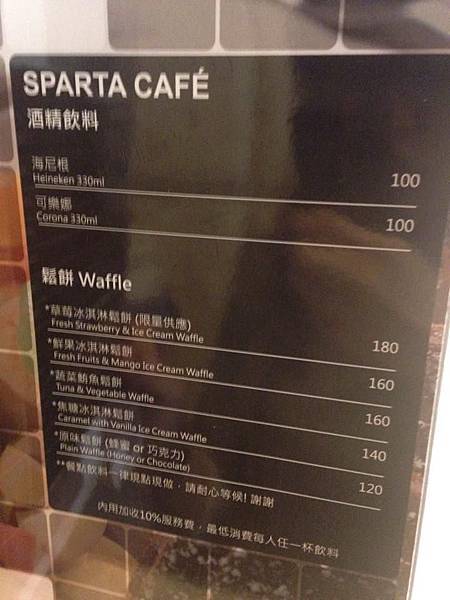 SPARTA CAFÉ
酒精飲料
海尼根
Heineken 330ml 100
可樂娜
Corona 330ml 100
鬆餅 Waffle
*草莓冰淇淋鬆餅 (限量供應)
Fresh Strawberry & Ice Cream Waffle 180
*鮮果冰淇淋鬆餅
Fresh Fruits & Mango Ice Cream Waffle 160
*蔬菜鮪魚鬆餅
Tuna & Vegetable Waffle 160
*焦糖冰淇淋鬆餅
Caramel with Vanilla Ice Cream Waffle 140
*原味鬆餅 (蜂蜜 or 巧克力)
Plain Waffle (Honey or Chocolate) 120
**餐點飲料一律現點現做，請耐心等候! 謝謝
內用加收10%服務費，最低消費每人任一杯飲料